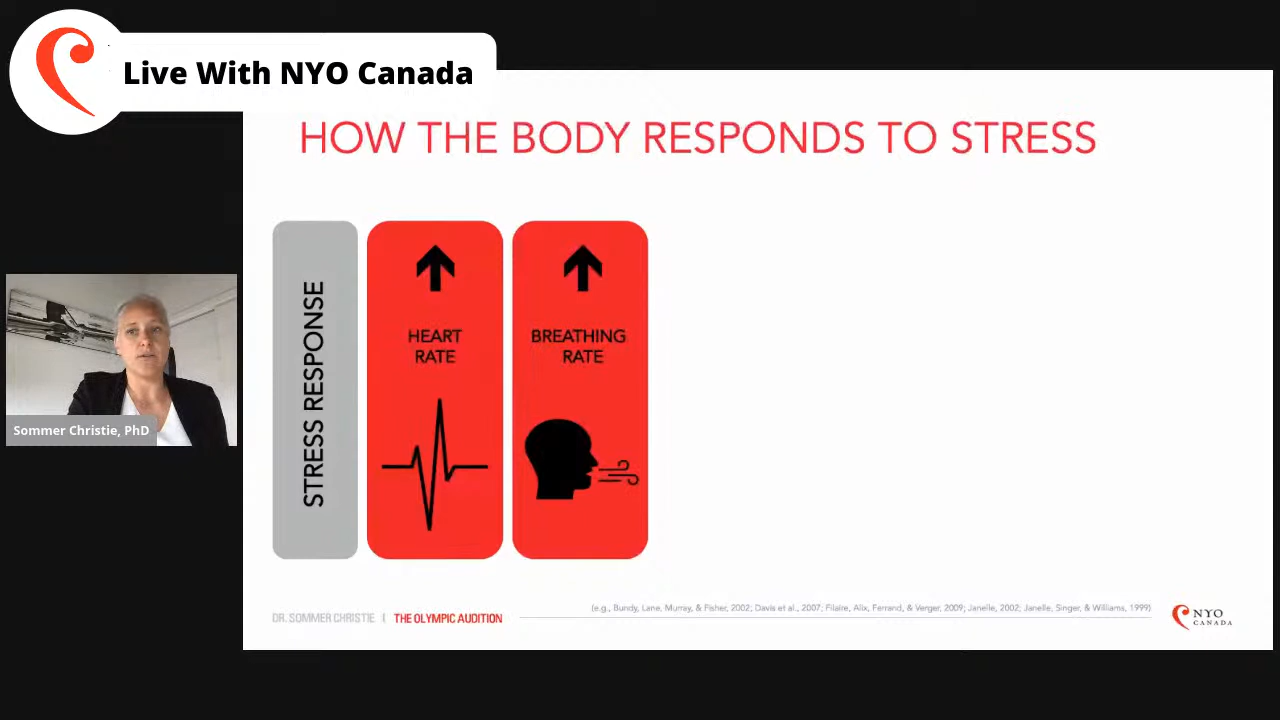 Live With NYO Canada
HOW THE BODY RESPONDS TO STRESS
STRESS RESPONSE
HEART
RATE
BREATHING
RATE
Sommer Christie, PhD
(e.g., Bundy, Lane, Murray, & Fisher, 2002; Davis et al., 2007; Filaire, Alix, Ferrand, & Verger, 2009; Janelle, 2002; Janelle, Singer, & Williams, 1999)
DR. SOMMER CHRISTIE | THE OLYMPIC AUDITION
NYO
CANADA